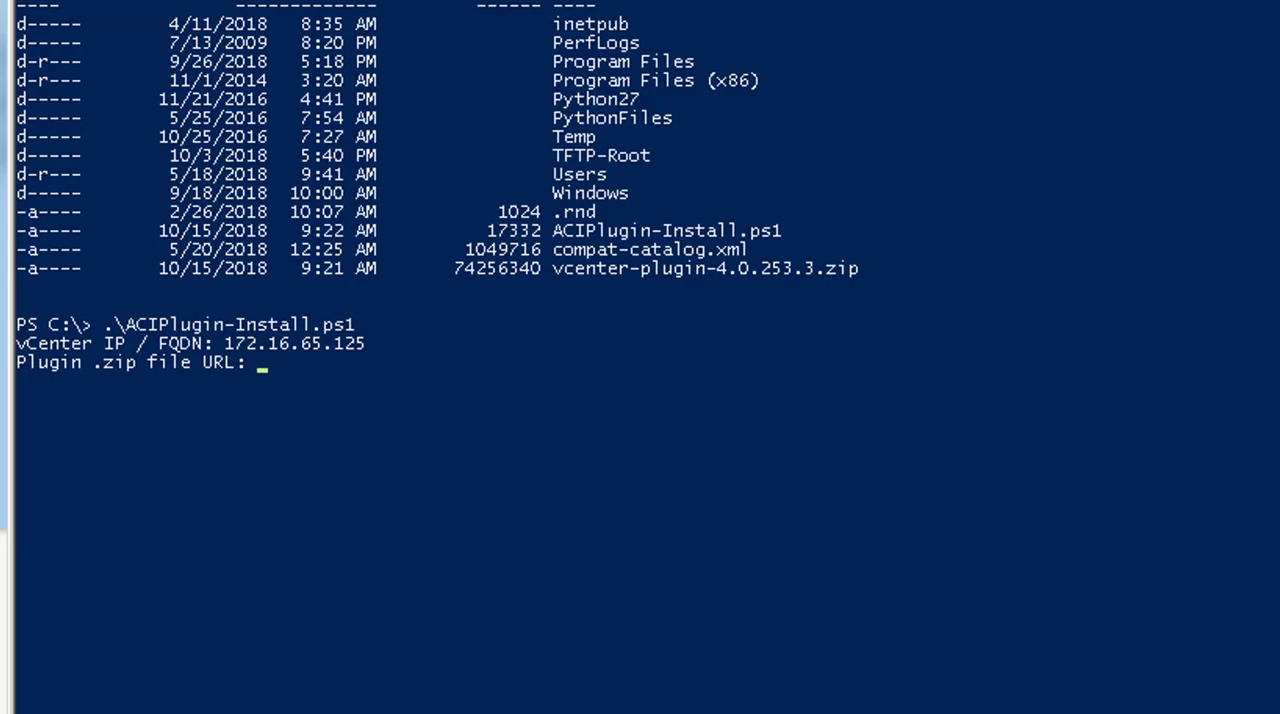 ----                 -------------         ------ ----
d-----        4/11/2018   8:35 AM                inetpub
d-----        7/13/2009   8:20 PM                PerfLogs
d-r---        9/26/2018   5:18 PM                Program Files
d-r---        11/1/2014   3:20 AM                Program Files (x86)
d-----       11/21/2016   4:41 PM                Python27
d-----        5/25/2016   7:54 AM                PythonFiles
d-----       10/25/2016   7:27 AM                Temp
d-----        10/3/2018   5:40 PM                TFTP-Root
d-r---        5/18/2018   9:41 AM                Users
d-----        9/18/2018  10:00 AM                Windows
-a----        2/26/2018  10:07 AM           1024 .rnd
-a----       10/15/2018   9:22 AM          17332 ACIPlugin-Install.ps1
-a----        5/20/2018  12:25 AM        1049716 compat-catalog.xml
-a----       10/15/2018   9:21 AM       74256340 vcenter-plugin-4.0.253.3.zip
PS C:\> .\ACIPlugin-Install.ps1
vCenter IP / FQDN: 172.16.65.125
Plugin .zip file URL: